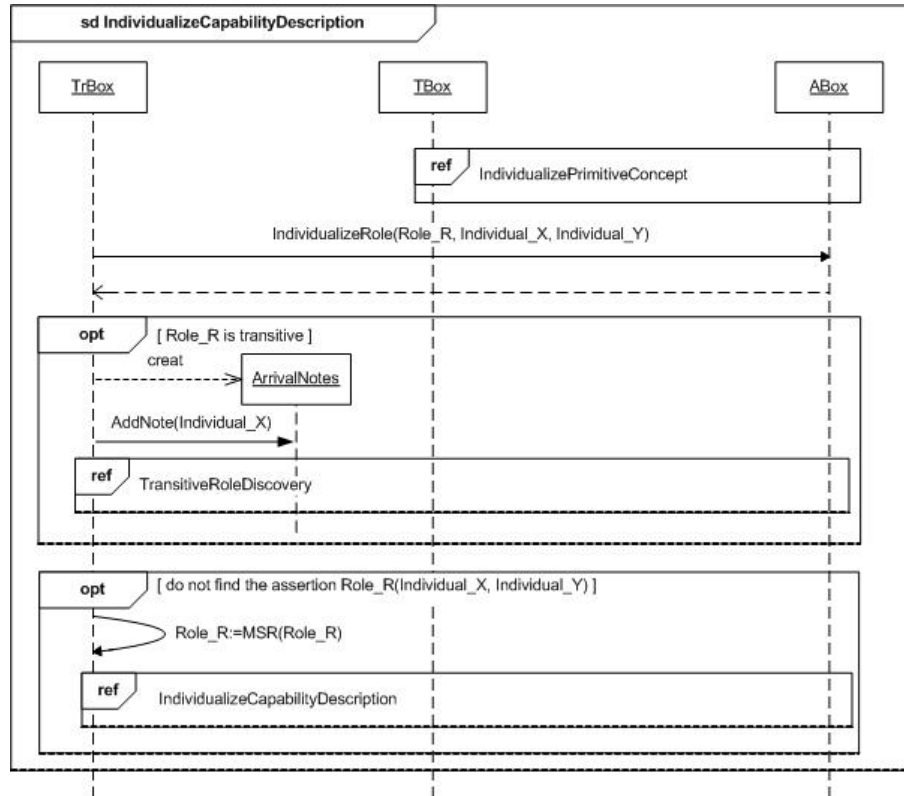 sd IndividualizeCapabilityDescription
TrBox
TBox
ABox
ref
IndividualizePrimitiveConcept
IndividualizeRole(Role_R, Individual_X, Individual_Y)
opt
[ Role_R is transitive ]
creat
ArrivalNotes
AddNote(Individual_X)
ref
TransitiveRoleDiscovery
opt
[ do not find the assertion Role_R(Individual_X, Individual_Y) ]
Role_R:=MSR(Role_R)
ref
IndividualizeCapabilityDescription